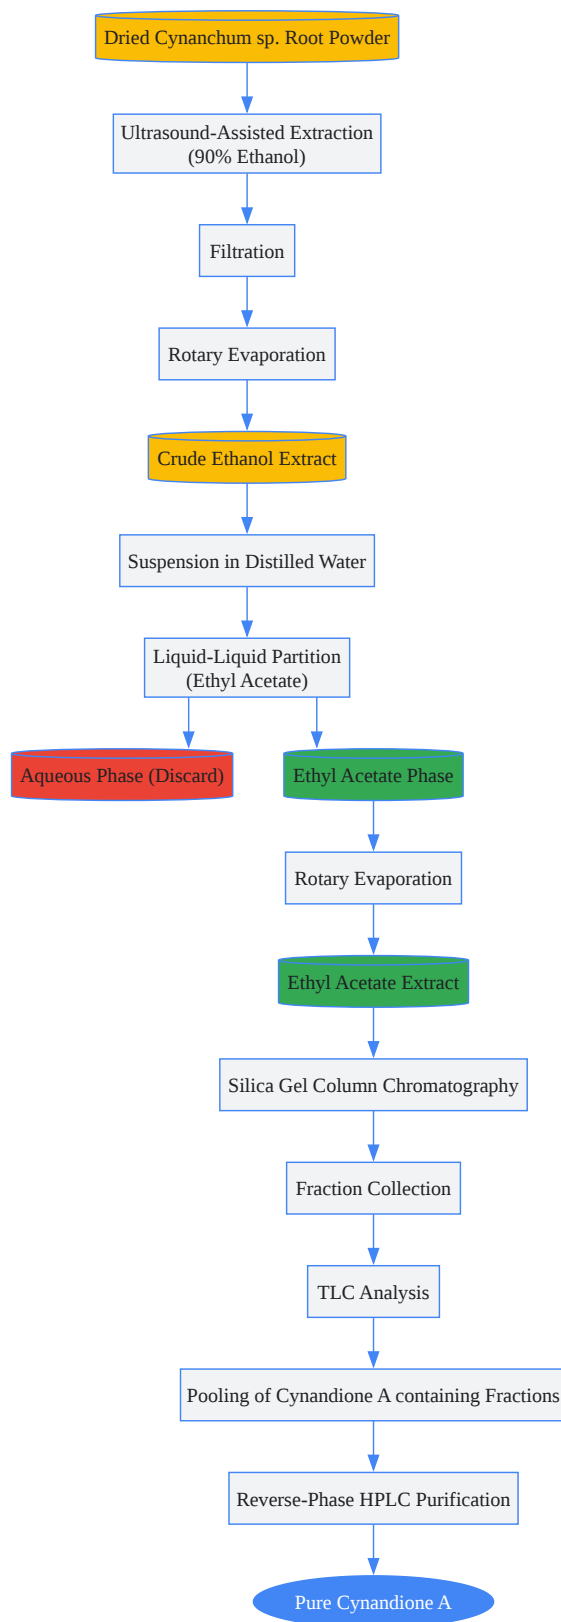 Dried Cynanchum sp. Root Powder
Ultrasound-Assisted Extraction
(90% Ethanol)
Filtration
Rotary Evaporation
Crude Ethanol Extract
Suspension in Distilled Water
Liquid-Liquid Partition
(Ethyl Acetate)
Aqueous Phase (Discard)
Ethyl Acetate Phase
Rotary Evaporation
Ethyl Acetate Extract
Silica Gel Column Chromatography
Fraction Collection
TLC Analysis
Pooling of Cynandione A containing Fractions
Reverse-Phase HPLC Purification
Pure Cynandione A